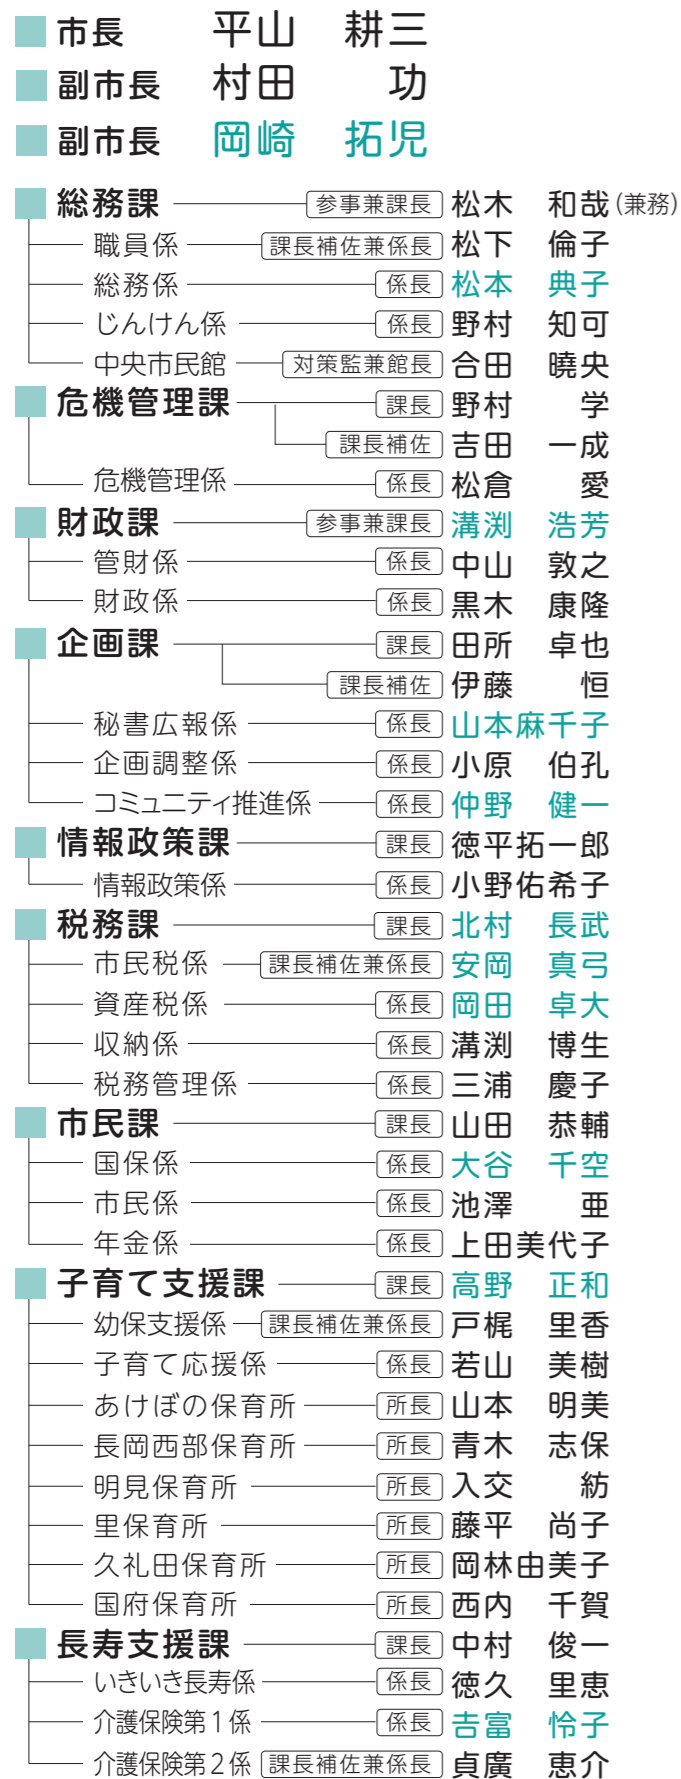 市長 平山 耕三
副市長 村田 功
副市長 岡崎 拓児
総務課 参事兼課長 松木 和哉(兼務)
職員係 課長補佐兼係長 松下 倫子
総務係 係長 松本 典子
じんけん係 係長 野村 知可
中央市民館 対策監兼館長 合田 曉央
危機管理課 課長 野村 学
課長補佐 吉田 一成
危機管理係 係長 松倉 愛
財政課 参事兼課長 溝渕 浩芳
管財係 係長 中山 敦之
財政係 係長 黒木 康隆
企画課 課長 田所 卓也
課長補佐 伊藤 恒
秘書広報係 係長 山本麻千子
企画調整係 係長 小原 伯孔
コミュニティ推進係 係長 仲野 健一
情報政策課 課長 徳平拓一郎
情報政策係 係長 小野佑希子
税務課 課長 北村 長武
市民税係 課長補佐兼係長 安岡 真弓
資産税係 係長 岡田 卓大
収納係 係長 溝渕 博生
税務管理係 係長 三浦 慶子
市民課 課長 山田 恭輔
国保係 係長 大谷 千空
市民係 係長 池澤 亜
年金係 係長 上田美代子
子育て支援課 課長 高野 正和
幼保支援係 課長補佐兼係長 戸梶 里香
子育て応援係 係長 若山 美樹
あけぼの保育所 所長 山本 明美
長岡西部保育所 所長 青木 志保
明見保育所 所長 入交 紡
里保育所 所長 藤平 尚子
久礼田保育所 所長 岡林由美子
国府保育所 所長 西内 千賀
長寿支援課 課長 中村 俊一
いきいき長寿係 係長 徳久 里恵
介護保険第1係 係長 吉富 怜子
介護保険第2係 課長補佐兼係長 貞廣 恵介